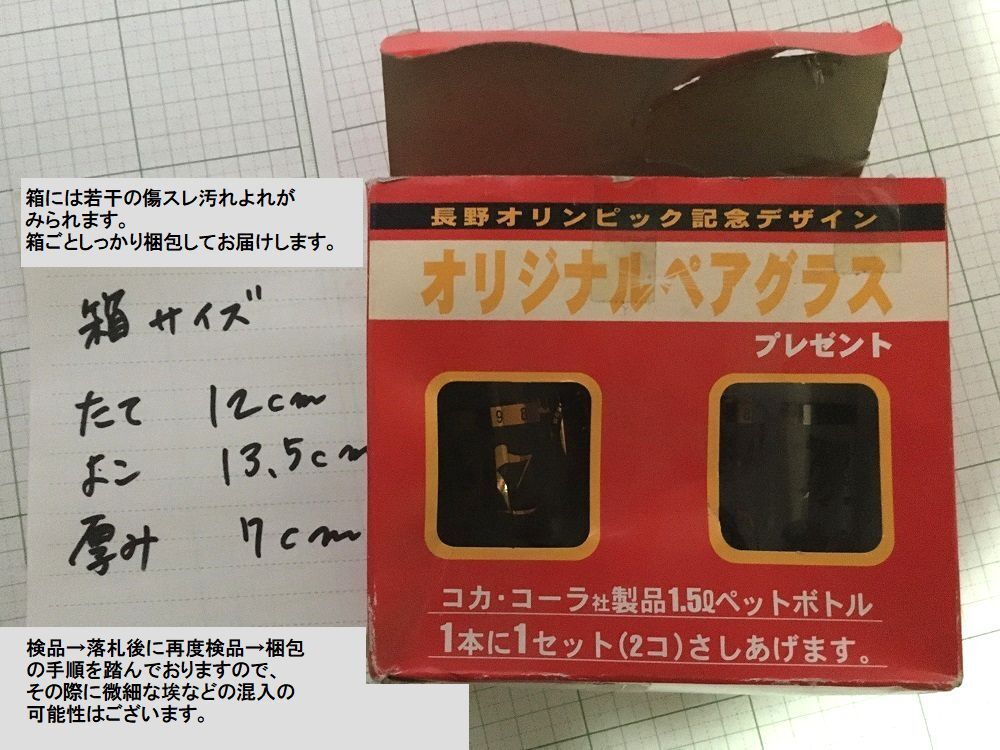 箱には若干の傷スレ汚れよれが
みられます。
箱ごとしっかり梱包してお届けします。
箱サイズ
たて 12cm
よこ 13.5cm
厚み 7cm
検品→落札後に再度検品→梱包
の手順を踏んでおりますので、
その際に微細な埃などの混入の
可能性はございます。
長野オリンピック記念デザイン
オリジナルペアグラス
プレゼント
コカ・コーラ社製品1.5ℓペットボトル
1本に1セット(2コ)さしあげます。